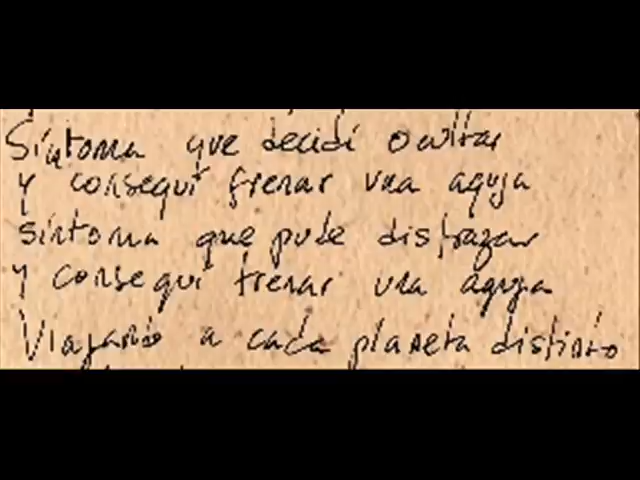 Síntoma que decidí ocultar
y conseguí frenar una aguja
síntoma que pude disfrazar
y conseguí frenar una aguja
Viajando a cada planeta distinto